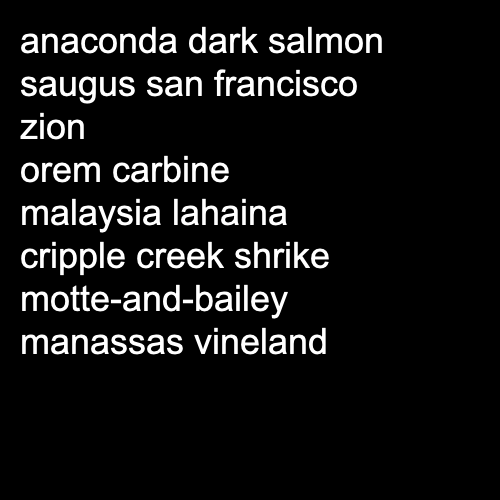 anaconda dark salmon
saugus san francisco
zion
orem carbine
malaysia lahaina
cripple creek shrike
motte-and-bailey
manassas vineland